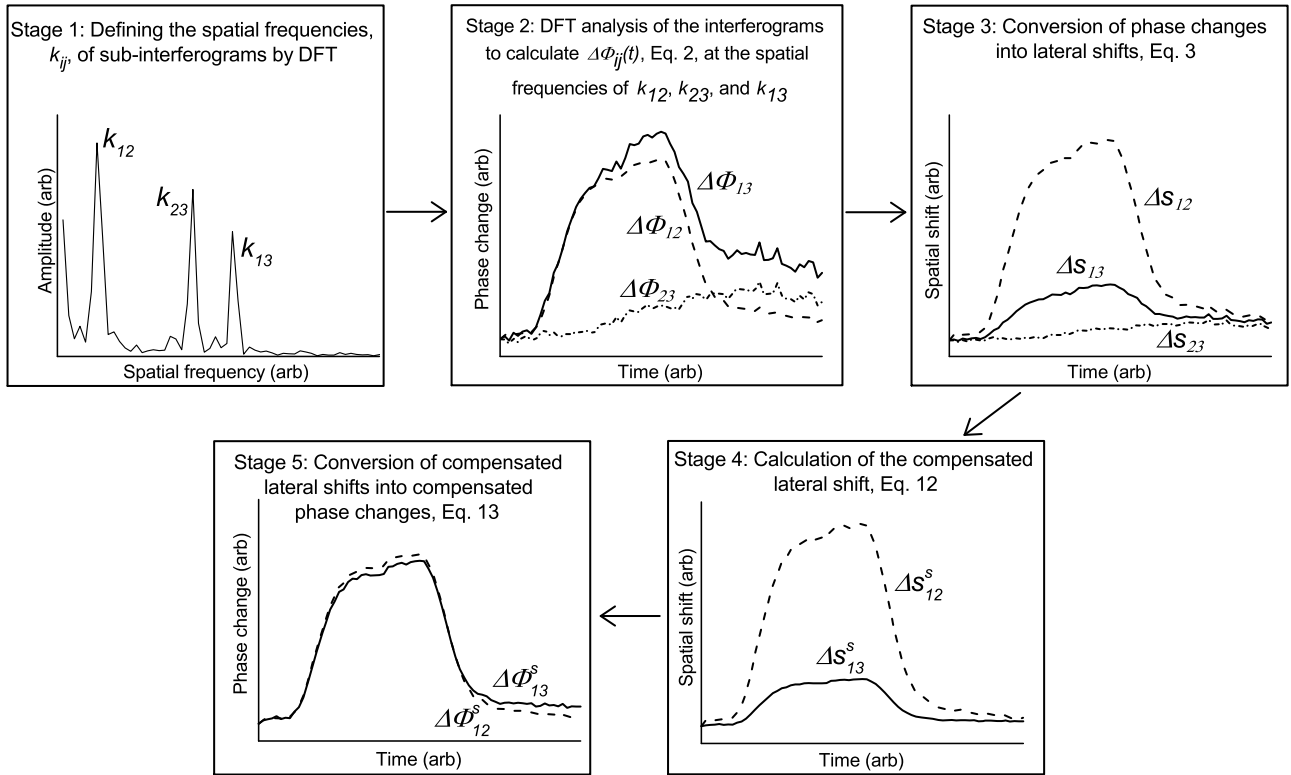 Stage 1: Defining the spatial frequencies,
k_ij, of sub-interferograms by DFT
k_12
k_23
k_13
Amplitude (arb)
Spatial frequency (arb)
Stage 2: DFT analysis of the interferograms
to calculate ΔΦ_ij(t), Eq. 2, at the spatial
frequencies of k_12, k_23, and k_13
ΔΦ_13
ΔΦ_12
ΔΦ_23
Phase change (arb)
Time (arb)
Stage 3: Conversion of phase changes
into lateral shifts, Eq. 3
Δs_12
Δs_13
Δs_23
Spatial shift (arb)
Time (arb)
Stage 5: Conversion of compensated
lateral shifts into compensated
phase changes, Eq. 13
ΔΦ^s_13
ΔΦ^s_12
Phase change (arb)
Time (arb)
Stage 4: Calculation of the compensated
lateral shift, Eq. 12
Δs^s_12
Δs^s_13
Spatial shift (arb)
Time (arb)